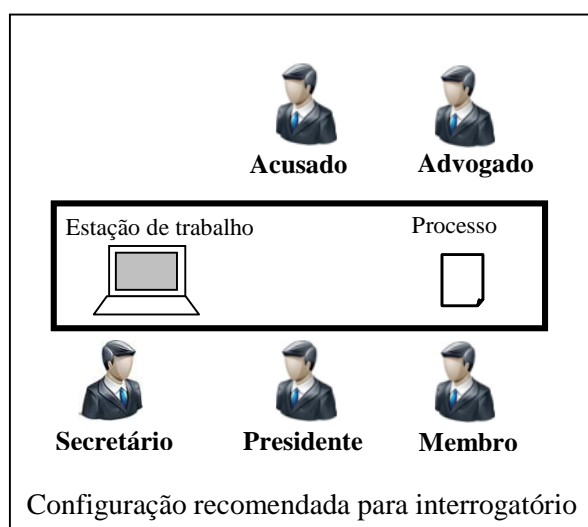 Acusado Advogado
Estação de trabalho Processo
Secretário Presidente Membro
Configuração recomendada para interrogatório